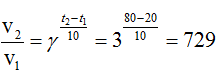 v₂/v₁ = γ^((t₂-t₁)/10) = 3^((80-20)/10) = 729